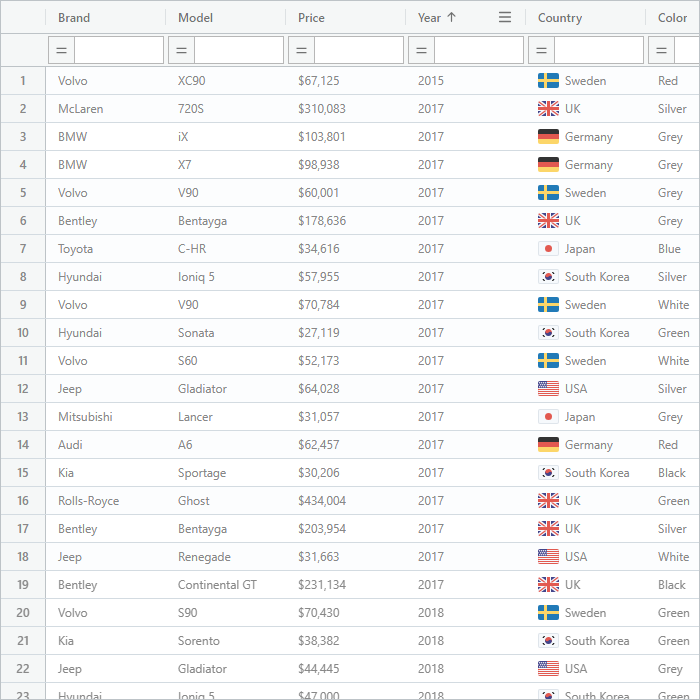 Brand Model Price Year Country Color
1 Volvo XC90 $67,125 2015 Sweden Red
2 McLaren 720S $310,083 2017 UK Silver
3 BMW iX $103,801 2017 Germany Grey
4 BMW X7 $98,938 2017 Germany Grey
5 Volvo V90 $60,001 2017 Sweden Grey
6 Bentley Bentayga $178,636 2017 UK Grey
7 Toyota C-HR $34,616 2017 Japan Blue
8 Hyundai Ioniq 5 $57,955 2017 South Korea Silver
9 Volvo V90 $70,784 2017 Sweden White
10 Hyundai Sonata $27,119 2017 South Korea Green
11 Volvo S60 $52,173 2017 Sweden White
12 Jeep Gladiator $64,028 2017 USA Silver
13 Mitsubishi Lancer $31,057 2017 Japan Grey
14 Audi A6 $62,457 2017 Germany Red
15 Kia Sportage $30,206 2017 South Korea Black
16 Rolls-Royce Ghost $434,004 2017 UK Green
17 Bentley Bentayga $203,954 2017 UK Silver
18 Jeep Renegade $31,663 2017 USA White
19 Bentley Continental GT $231,134 2017 UK Black
20 Volvo S90 $70,430 2018 Sweden Green
21 Kia Sorento $38,382 2018 South Korea Green
22 Jeep Gladiator $44,445 2018 USA Grey
23 Hyundai Ioniq 5 $47,000 2018 South Korea Green